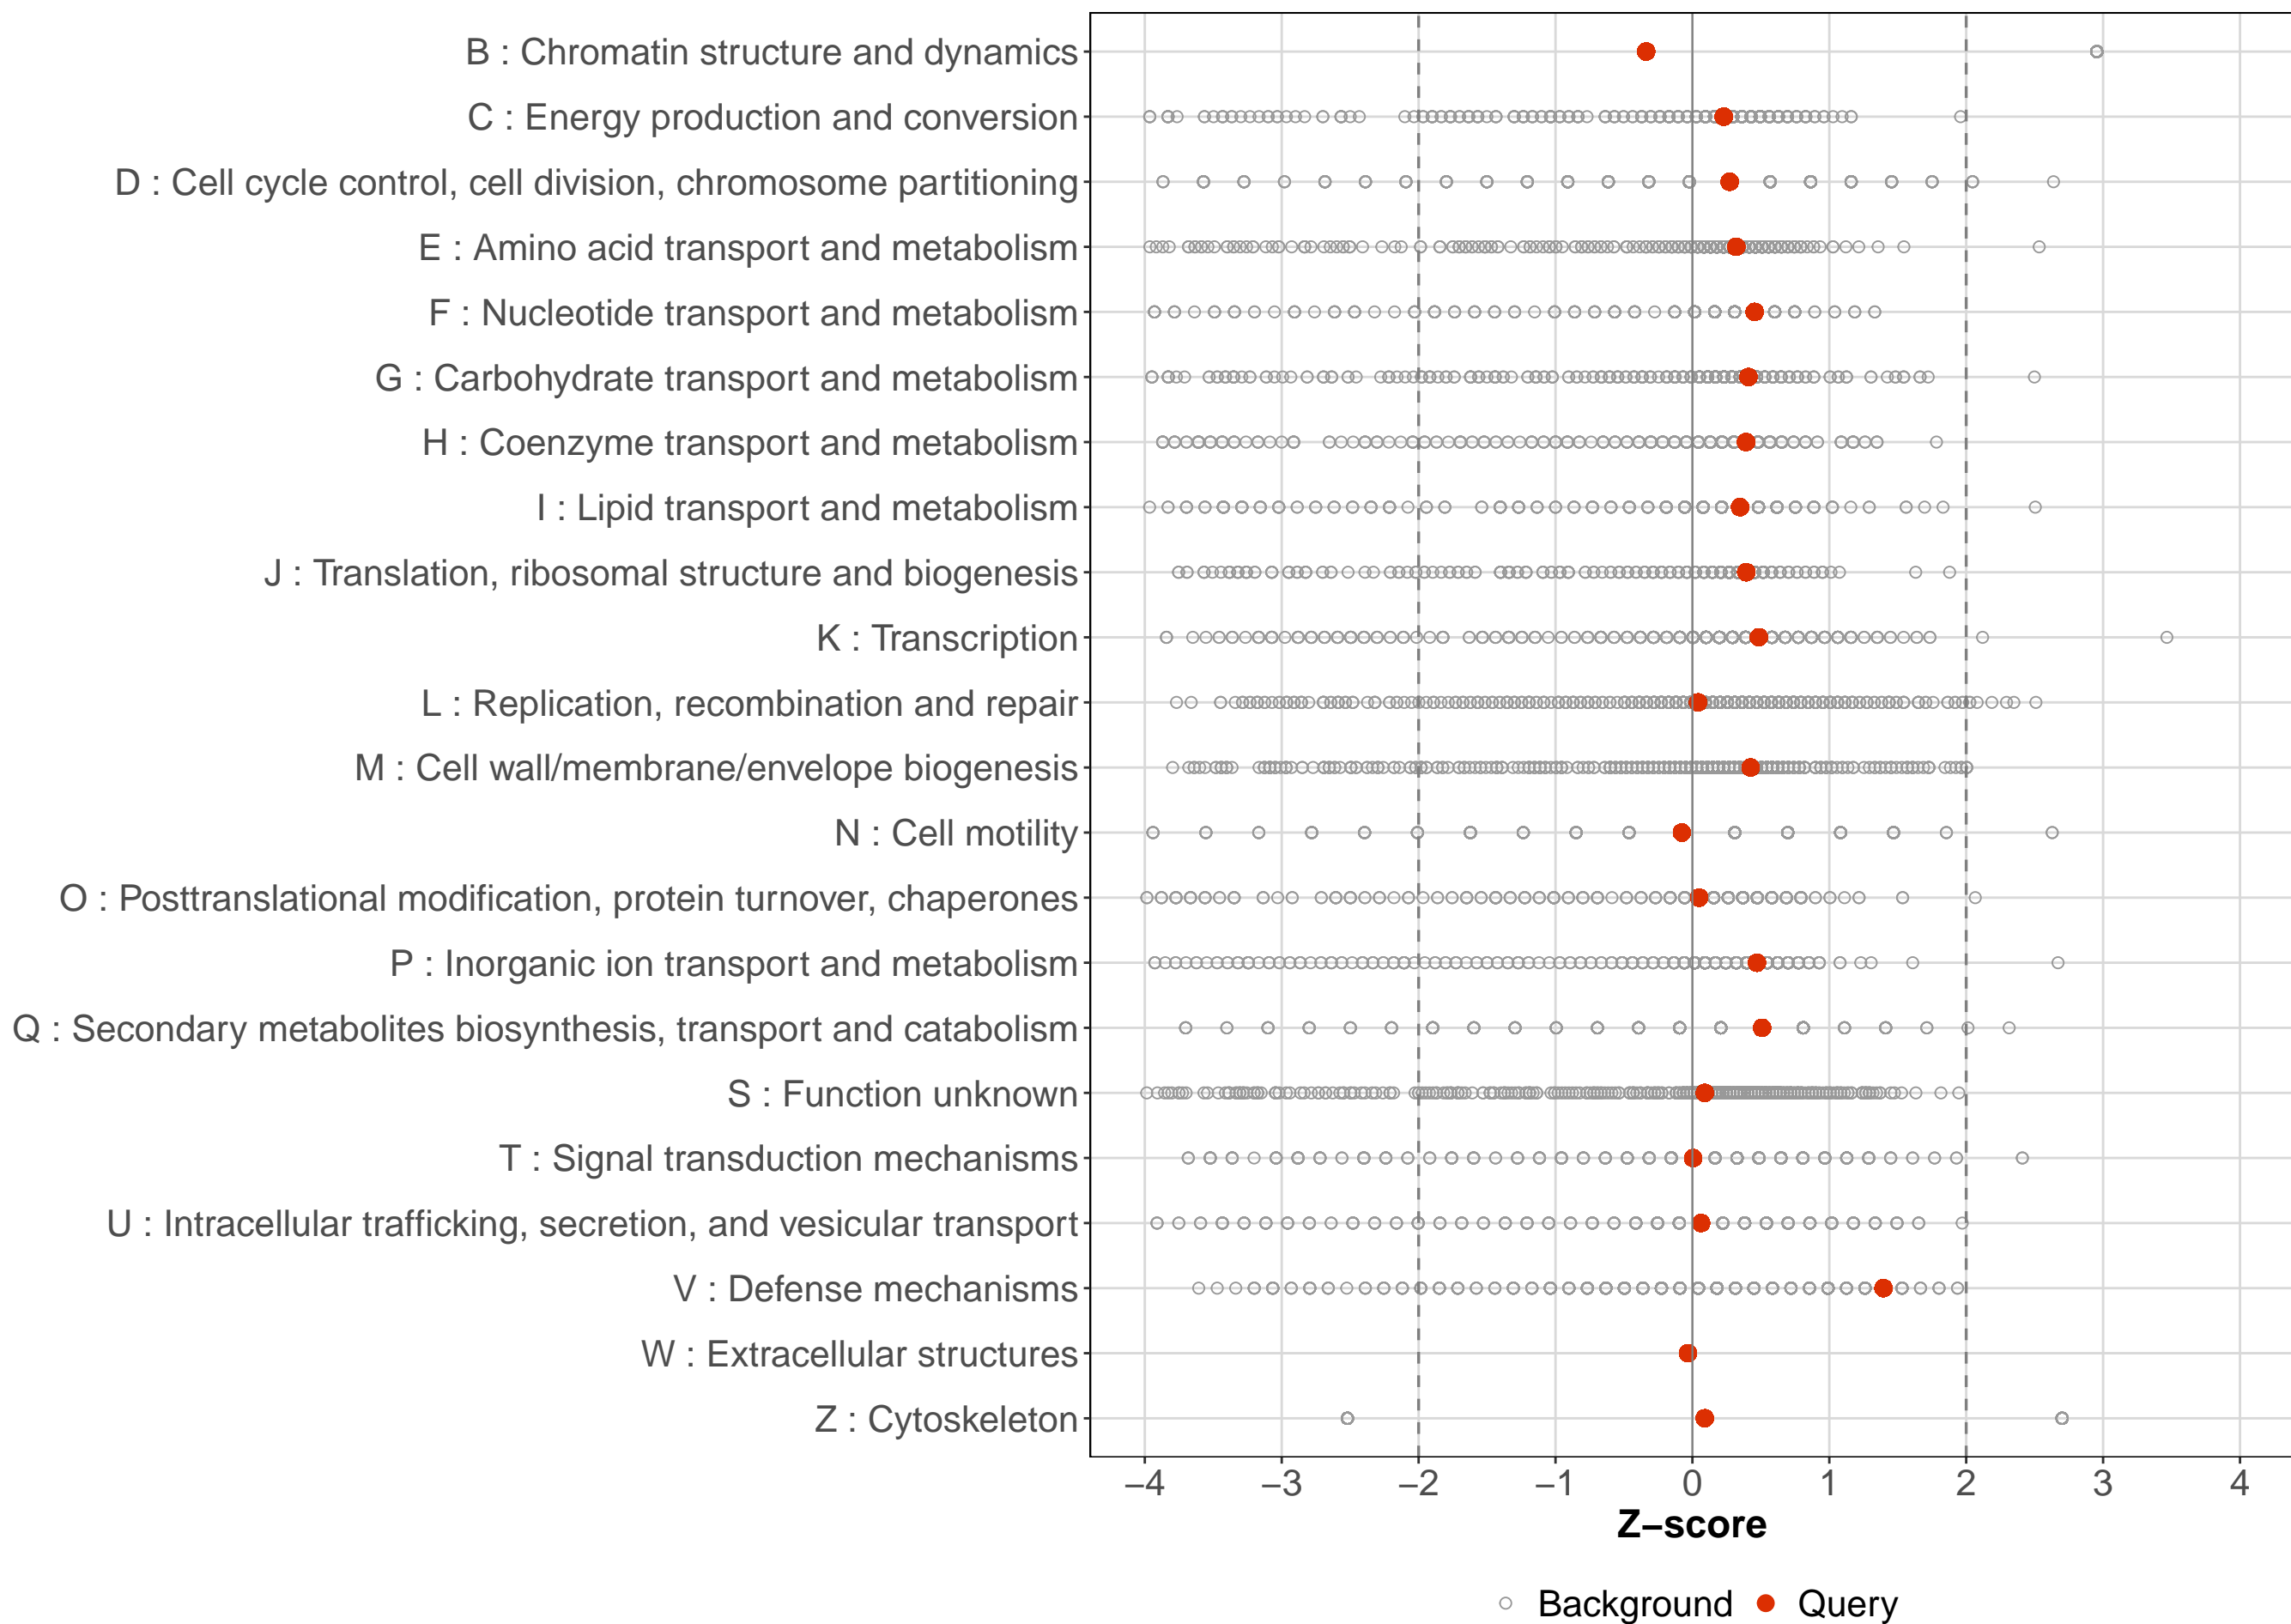 B : Chromatin structure and dynamics
C : Energy production and conversion
D : Cell cycle control, cell division, chromosome partitioning
E : Amino acid transport and metabolism
F : Nucleotide transport and metabolism
G : Carbohydrate transport and metabolism
H : Coenzyme transport and metabolism
I : Lipid transport and metabolism
J : Translation, ribosomal structure and biogenesis
K : Transcription
L : Replication, recombination and repair
M : Cell wall/membrane/envelope biogenesis
N : Cell motility
O : Posttranslational modification, protein turnover, chaperones
P : Inorganic ion transport and metabolism
Q : Secondary metabolites biosynthesis, transport and catabolism
S : Function unknown
T : Signal transduction mechanisms
U : Intracellular trafficking, secretion, and vesicular transport
V : Defense mechanisms
W : Extracellular structures
Z : Cytoskeleton
−4 −3 −2 −1 0 1 2 3 4
Z−score
Background Query